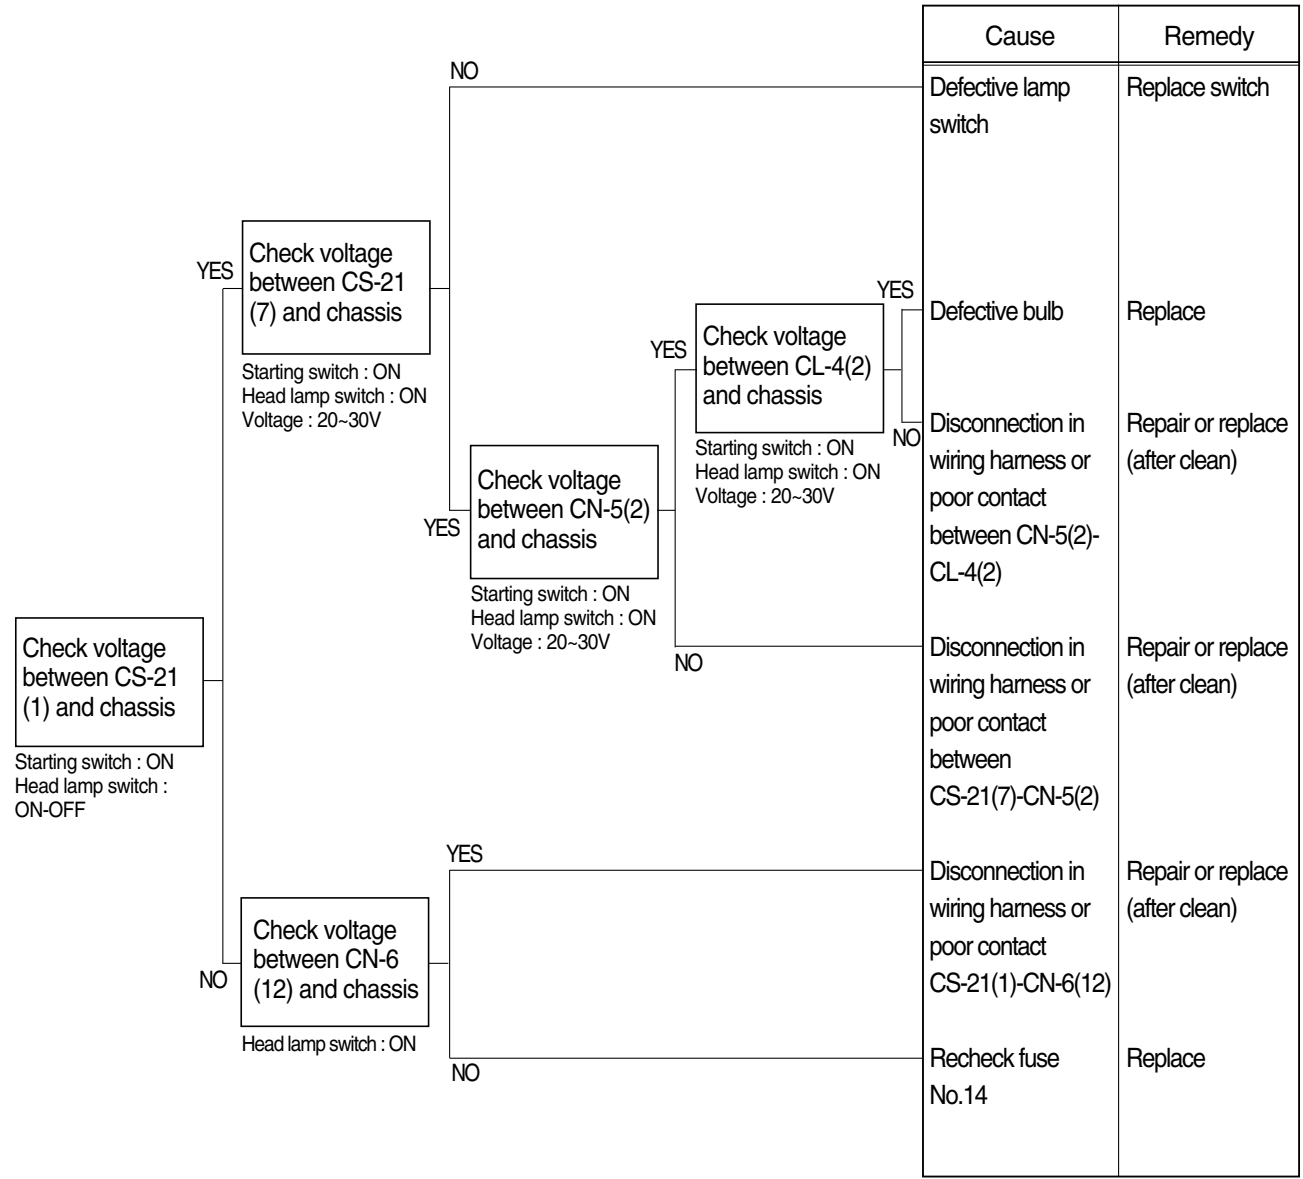 Cause
Remedy
NO
Defective lamp
switch
Replace switch
YES
Check voltage
between CS-21
(7) and chassis
Starting switch : ON
Head lamp switch : ON
Voltage : 20~30V
YES
Defective bulb
Replace
YES
Check voltage
between CL-4(2)
and chassis
NO
Starting switch : ON
Head lamp switch : ON
Voltage : 20~30V
Disconnection in
wiring harness or
poor contact
between CN-5(2)-
CL-4(2)
Repair or replace
(after clean)
YES
Check voltage
between CN-5(2)
and chassis
Starting switch : ON
Head lamp switch : ON
Voltage : 20~30V
NO
Disconnection in
wiring harness or
poor contact
between
CS-21(7)-CN-5(2)
Repair or replace
(after clean)
Check voltage
between CS-21
(1) and chassis
Starting switch : ON
Head lamp switch :
ON-OFF
YES
Disconnection in
wiring harness or
poor contact
CS-21(1)-CN-6(12)
Repair or replace
(after clean)
NO
Check voltage
between CN-6
(12) and chassis
Head lamp switch : ON
NO
Recheck fuse
No.14
Replace